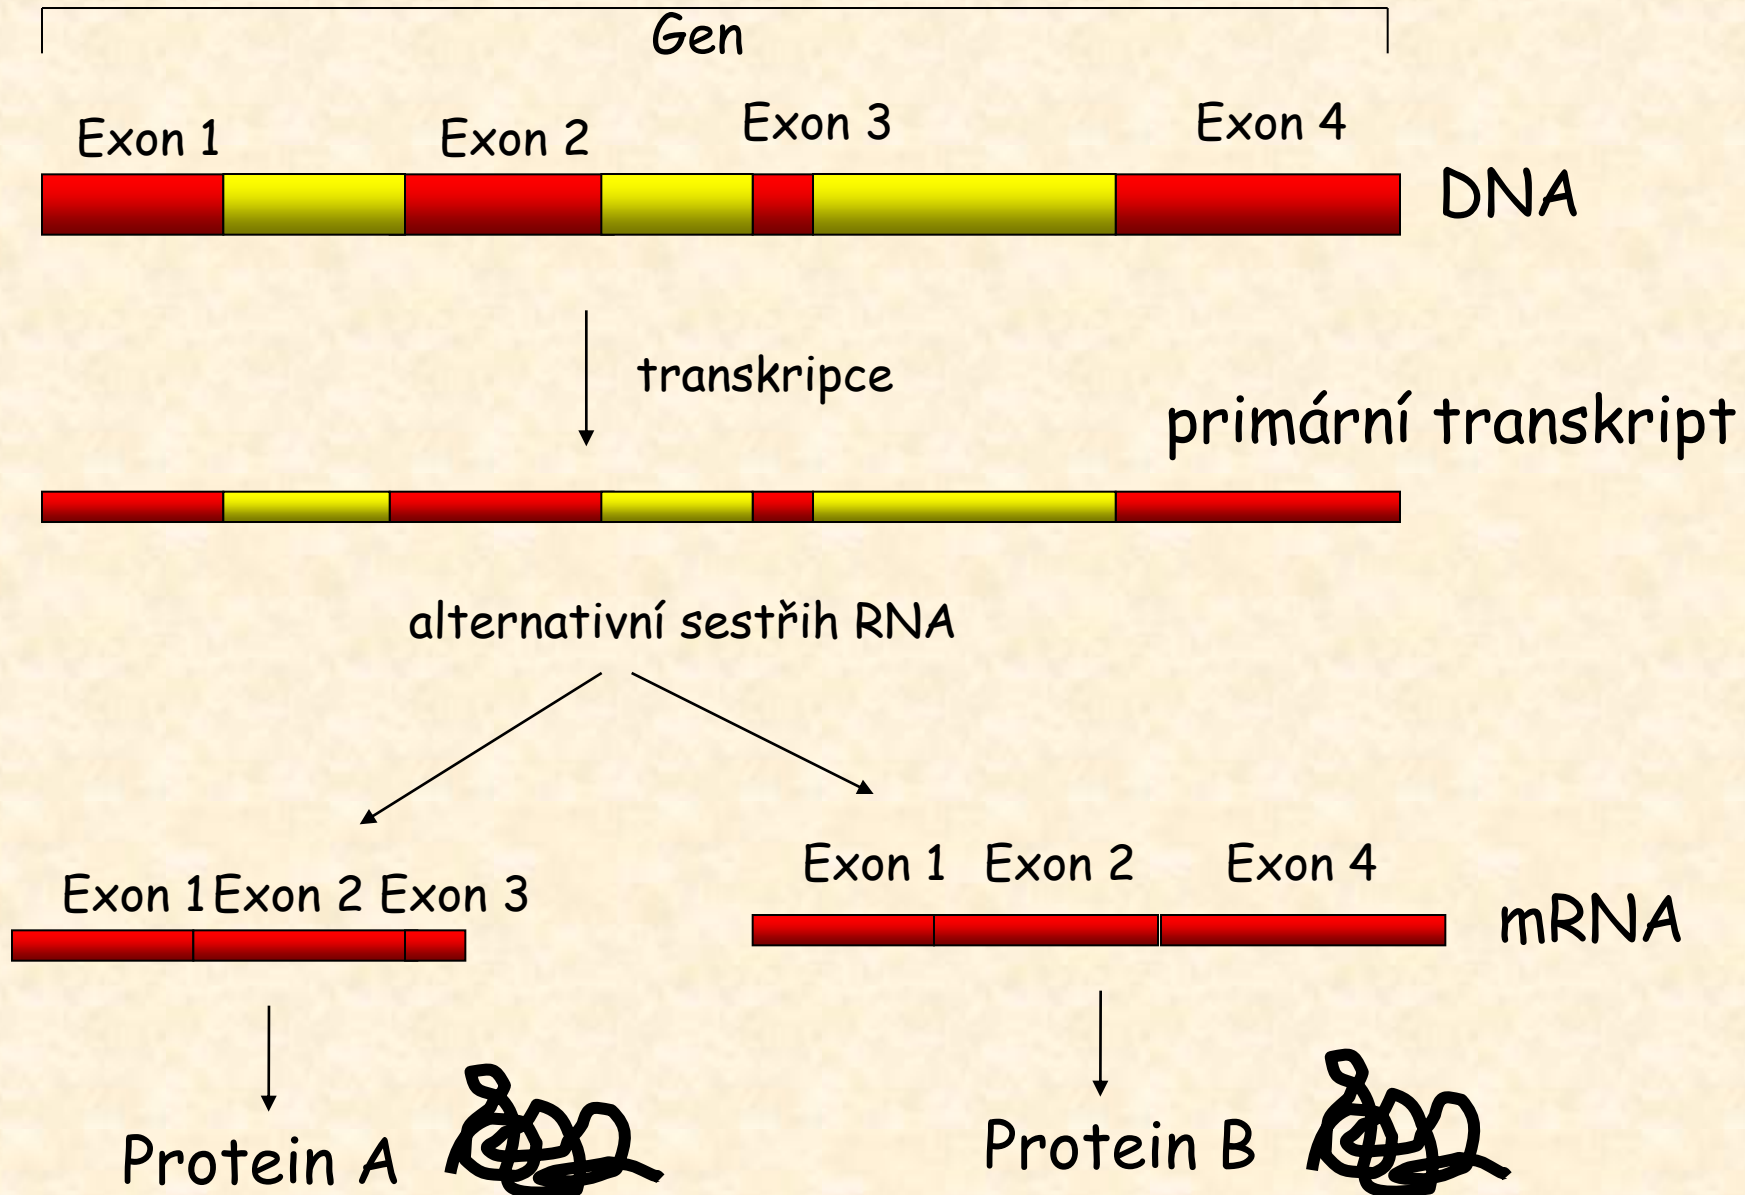 Gen
Exon 1
Exon 2
Exon 3
Exon 4
DNA
transkripce
primární transkript
alternativní sestřih RNA
Exon 1 Exon 2 Exon 3
Exon 1 Exon 2 Exon 4
mRNA
Protein A
Protein B